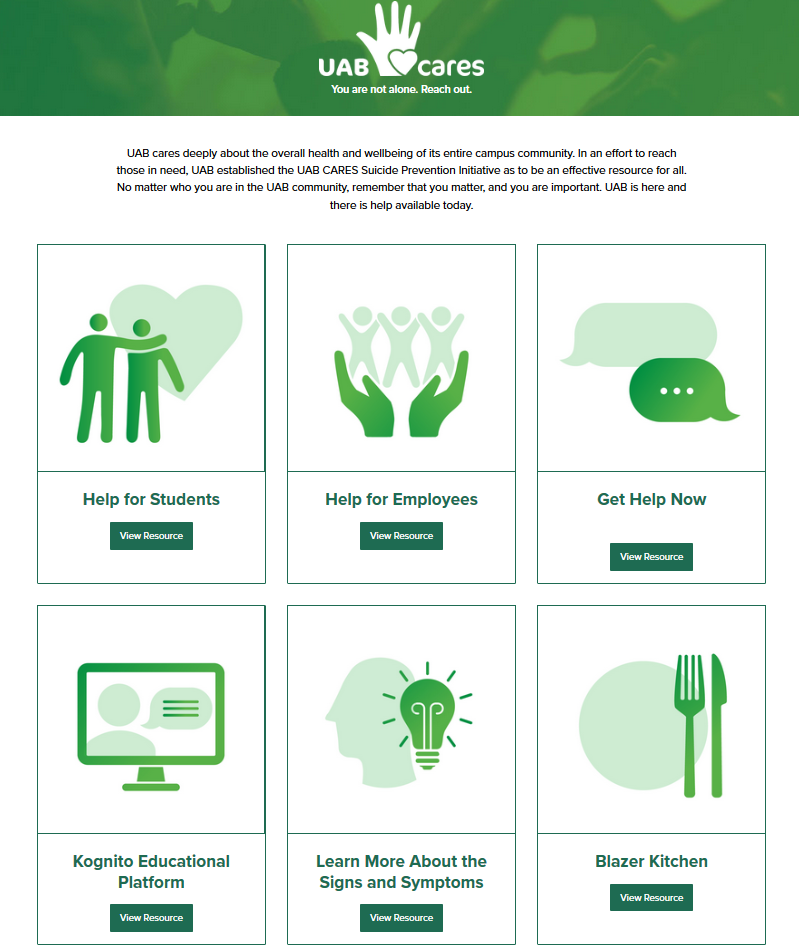 UAB cares
You are not alone. Reach out.
UAB cares deeply about the overall health and wellbeing of its entire campus community. In an effort to reach
those in need, UAB established the UAB CARES Suicide Prevention Initiative as to be an effective resource for all.
No matter who you are in the UAB community, remember that you matter, and you are important. UAB is here and
there is help available today.
Help for Students
View Resource
Help for Employees
View Resource
Get Help Now
View Resource
Kognito Educational
Platform
View Resource
Learn More About the
Signs and Symptoms
View Resource
Blazer Kitchen
View Resource